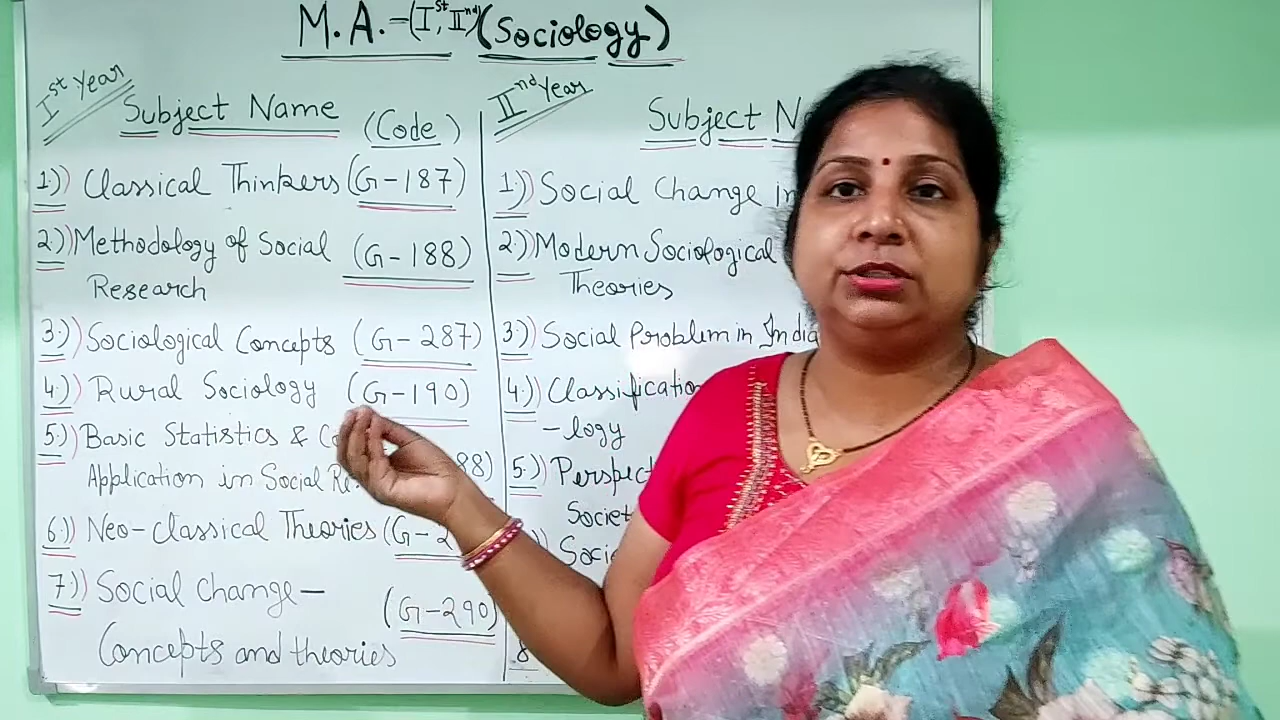 M.A.-(Ist, IInd) (Sociology)
Ist Year
Subject Name (Code)
1.)) Classical Thinkers (G-187)
2.)) Methodology of Social (G-188)
Research
3.)) Sociological Concepts (G-287)
4.)) Rural Sociology (G-190)
5.)) Basic Statistics &
Application in Social 88)
6.)) Neo-Classical Theories (G-2
7.)) Social Change- (G-290)
Concepts and theories
IInd Year
Subject
1)) Social Change in
2.)) Modern Sociological
Theories
3.)) Social Problem in India
4.))
-logy
5.))
8